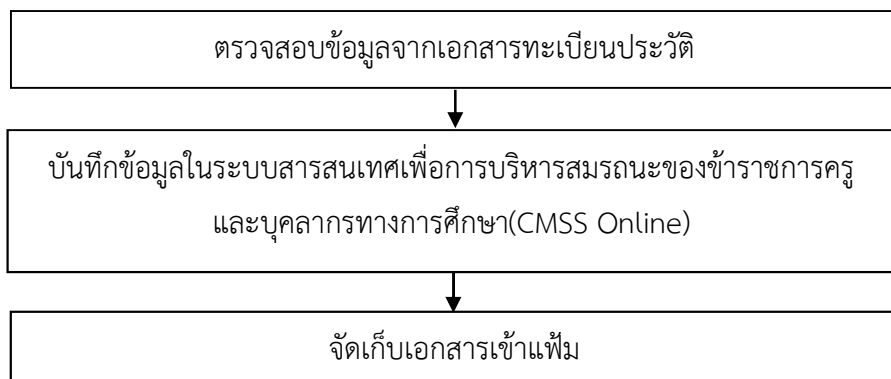 ตรวจสอบข้อมูลจากเอกสารทะเบียนประวัติ
บันทึกข้อมูลในระบบสารสนเทศเพื่อการบริหารสมรถนะของข้าราชการครู
และบุคลากรทางการศึกษา(CMSS Online)
จัดเก็บเอกสารเข้าแฟ้ม